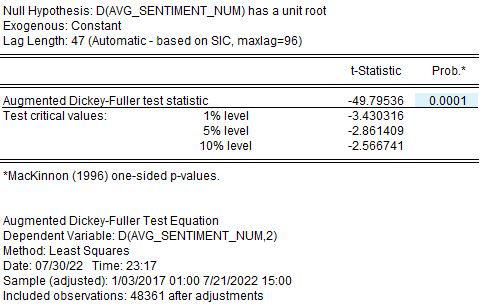 Null Hypothesis: D(AVG_SENTIMENT_NUM) has a unit root
Exogenous: Constant
Lag Length: 47 (Automatic - based on SIC, maxlag=96)
t-Statistic Prob.*
Augmented Dickey-Fuller test statistic -49.79536 0.0001
Test critical values: 1% level -3.430316
5% level -2.861409
10% level -2.566741
*MacKinnon (1996) one-sided p-values.
Augmented Dickey-Fuller Test Equation
Dependent Variable: D(AVG_SENTIMENT_NUM,2)
Method: Least Squares
Date: 07/30/22 Time: 23:17
Sample (adjusted): 1/03/2017 01:00 7/21/2022 15:00
Included observations: 48361 after adjustments